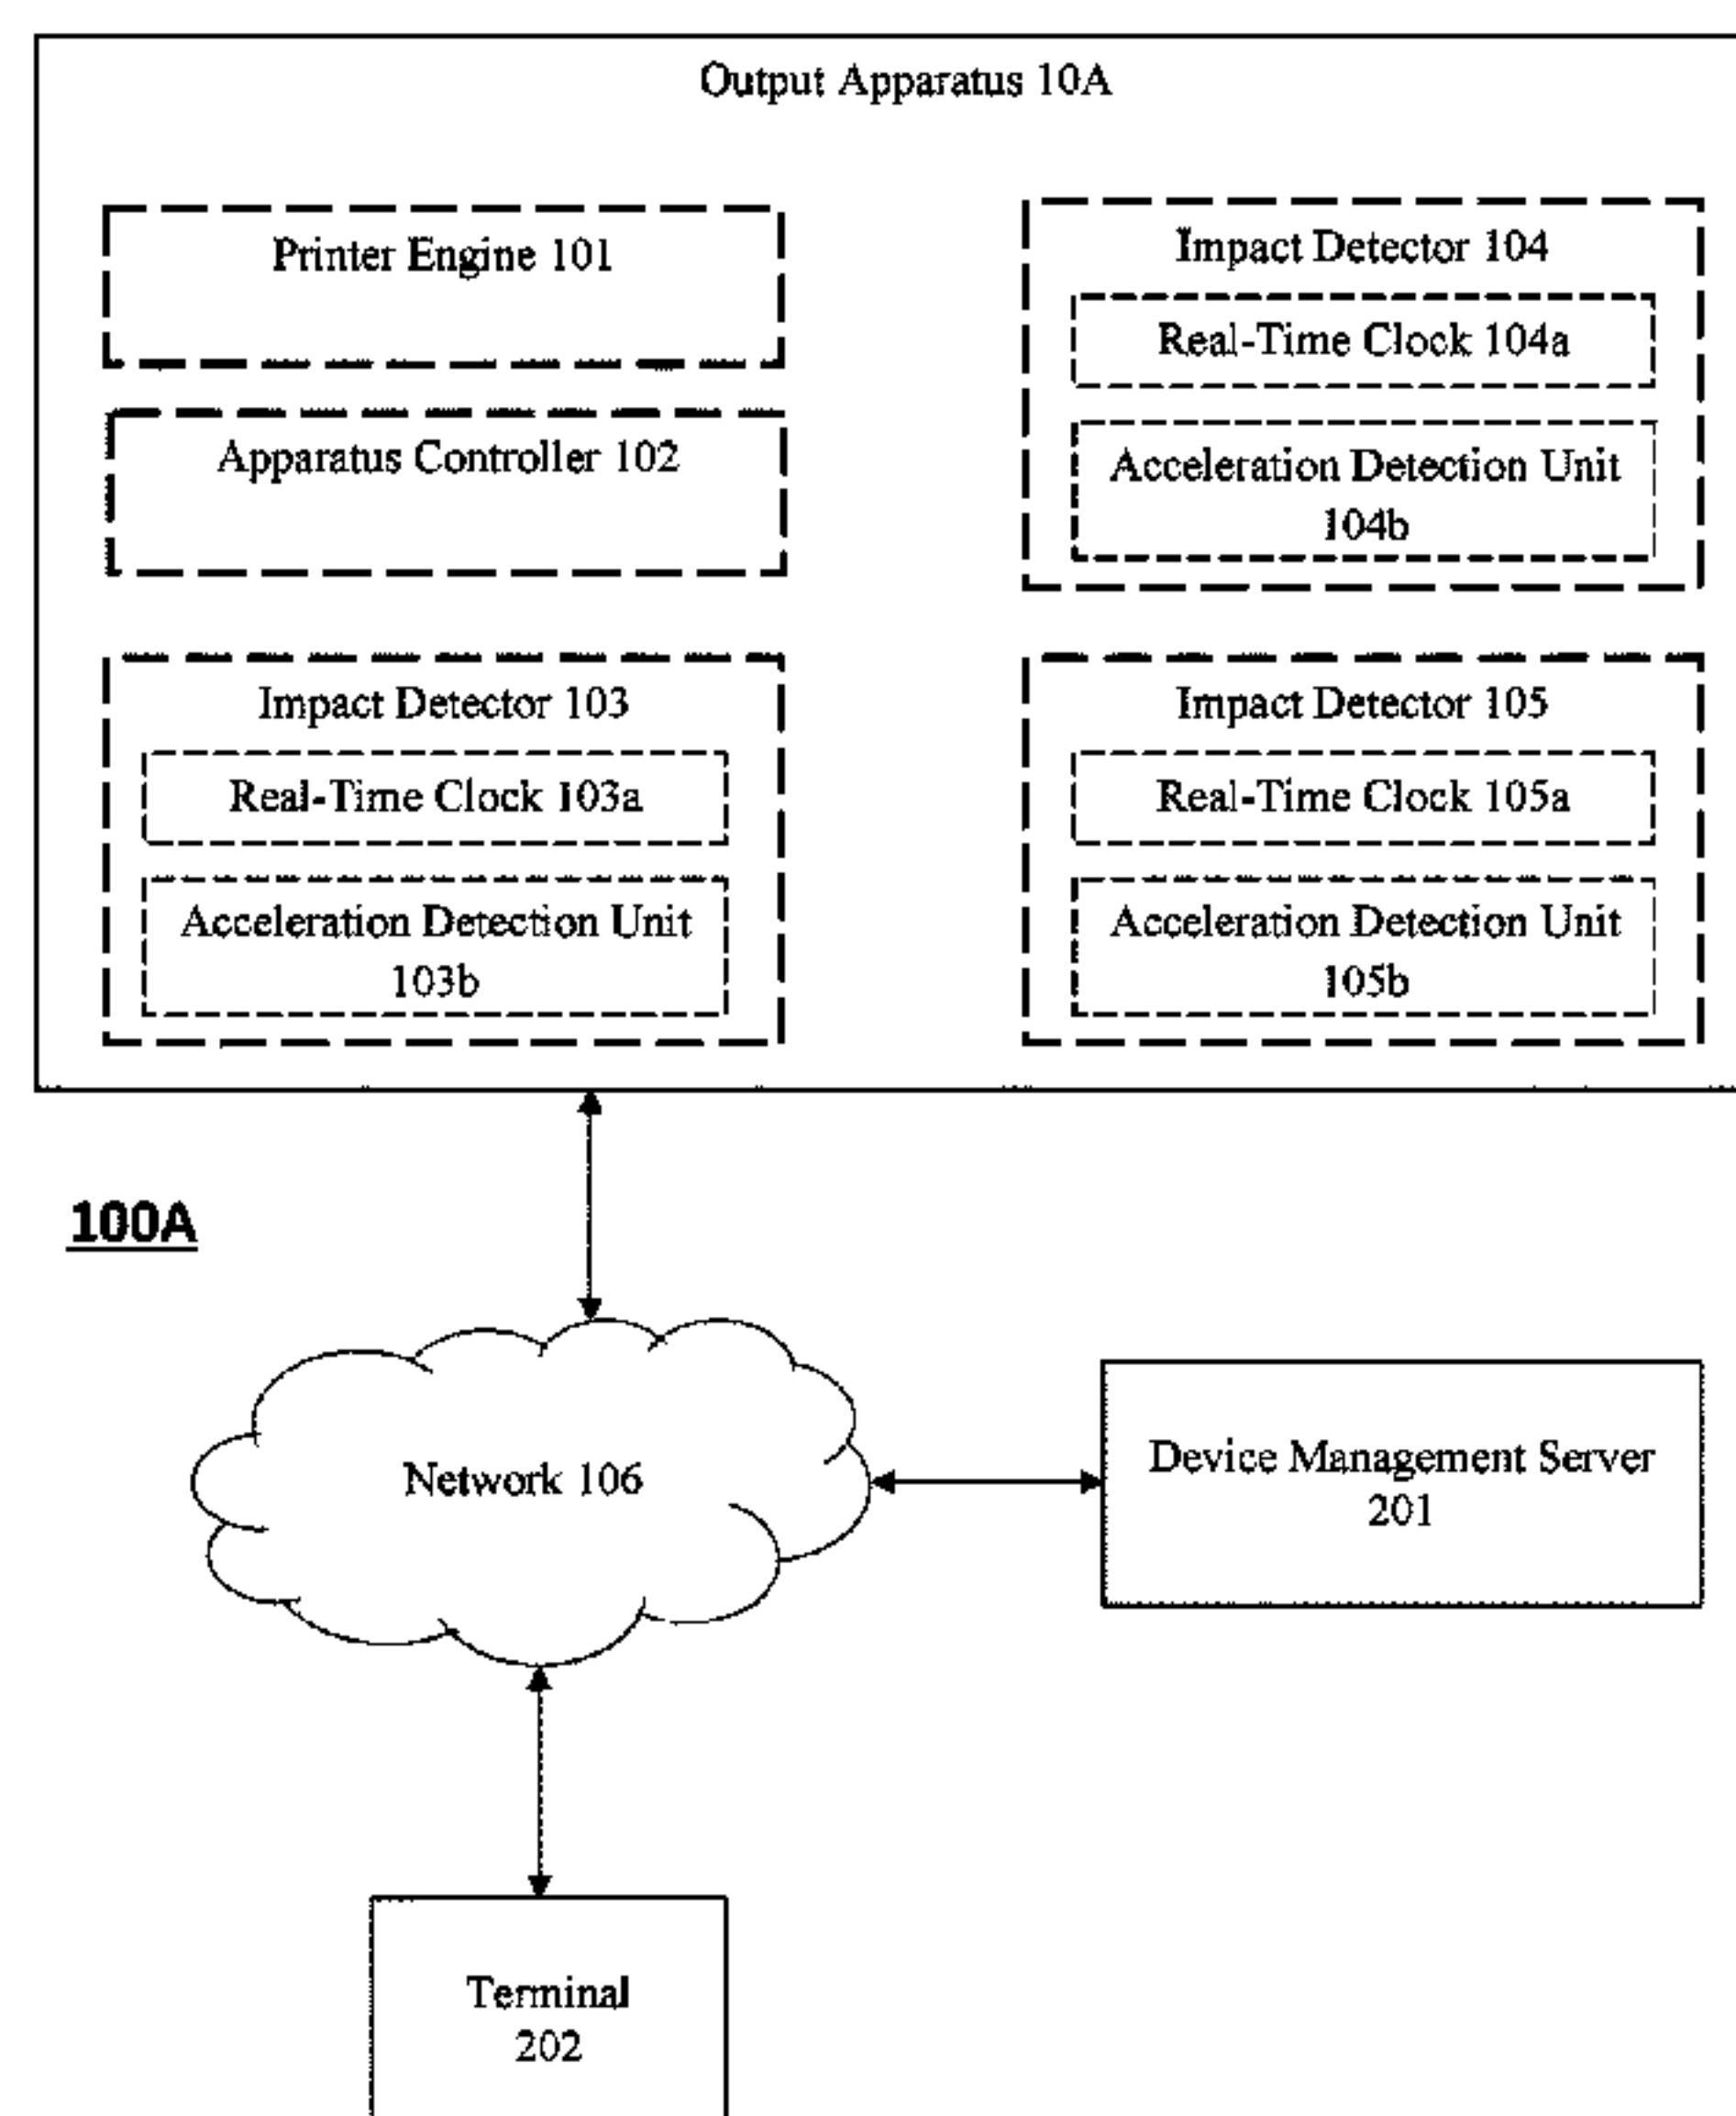 Output Apparatus 10A
Printer Engine 101
Apparatus Controller 102
Impact Detector 103
Real-Time Clock 103a
Acceleration Detection Unit
103b
Impact Detector 104
Real-Time Clock 104a
Acceleration Detection Unit
104b
Impact Detector 105
Real-Time Clock 105a
Acceleration Detection Unit
105b
100A
Network 106
Device Management Server
201
Terminal
202